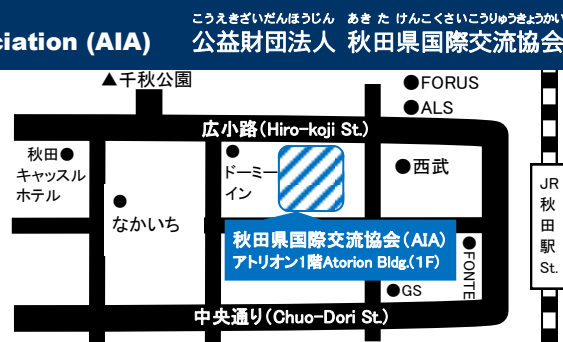 こうえきざいだんほうじん あきたけんこくさいこうりゅうきょうかい
ciation (AIA) 公益財団法人 秋田県国際交流協会
▲千秋公園
●FORUS
●ALS
広小路(Hiro-koji St.)
秋田●
キャッスル
ホテル
●
なかいち
●
ドーミー
イン
●西武
秋田県国際交流協会(AIA)
アトリオン1階Atorion Bldg.(1F)
●FONTE
●GS
中央通り(Chuo-Dori St.)
JR
秋
田
駅
St.